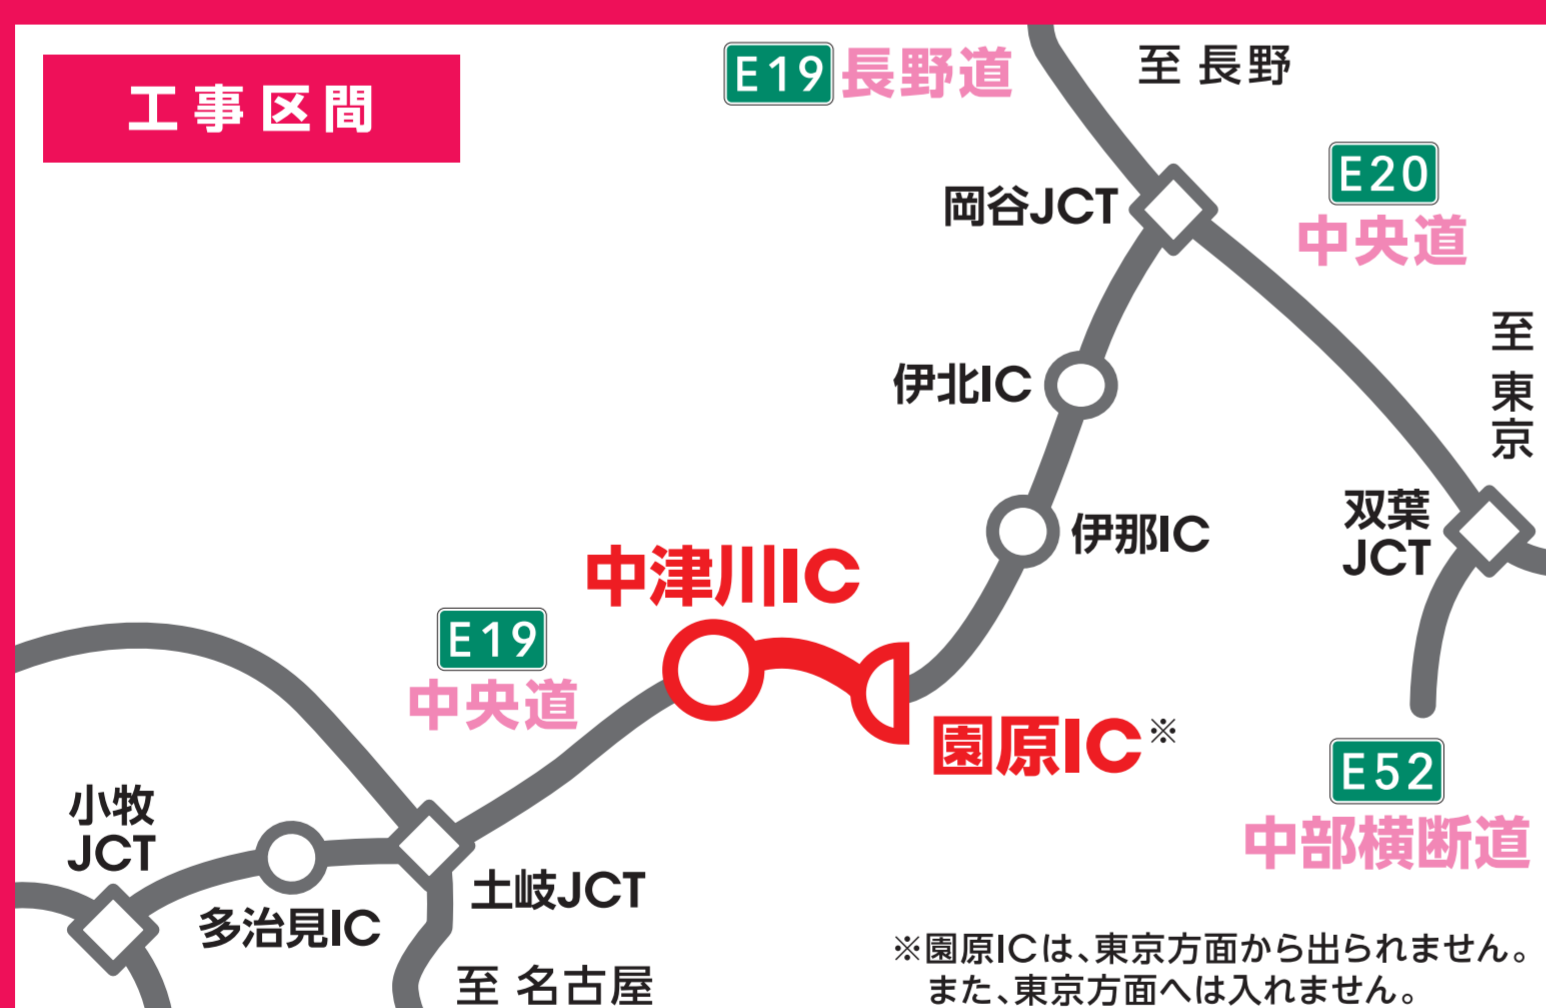 工事区間
E19 長野道
至 長野
岡谷JCT
E20
中央道
至 東京
伊北IC
伊那IC
双葉
JCT
中津川IC
E19
中央道
園原IC※
E52
中部横断道
小牧
JCT
多治見IC
土岐JCT
至 名古屋
※園原ICは、東京方面から出られません。
また、東京方面へは入れません。